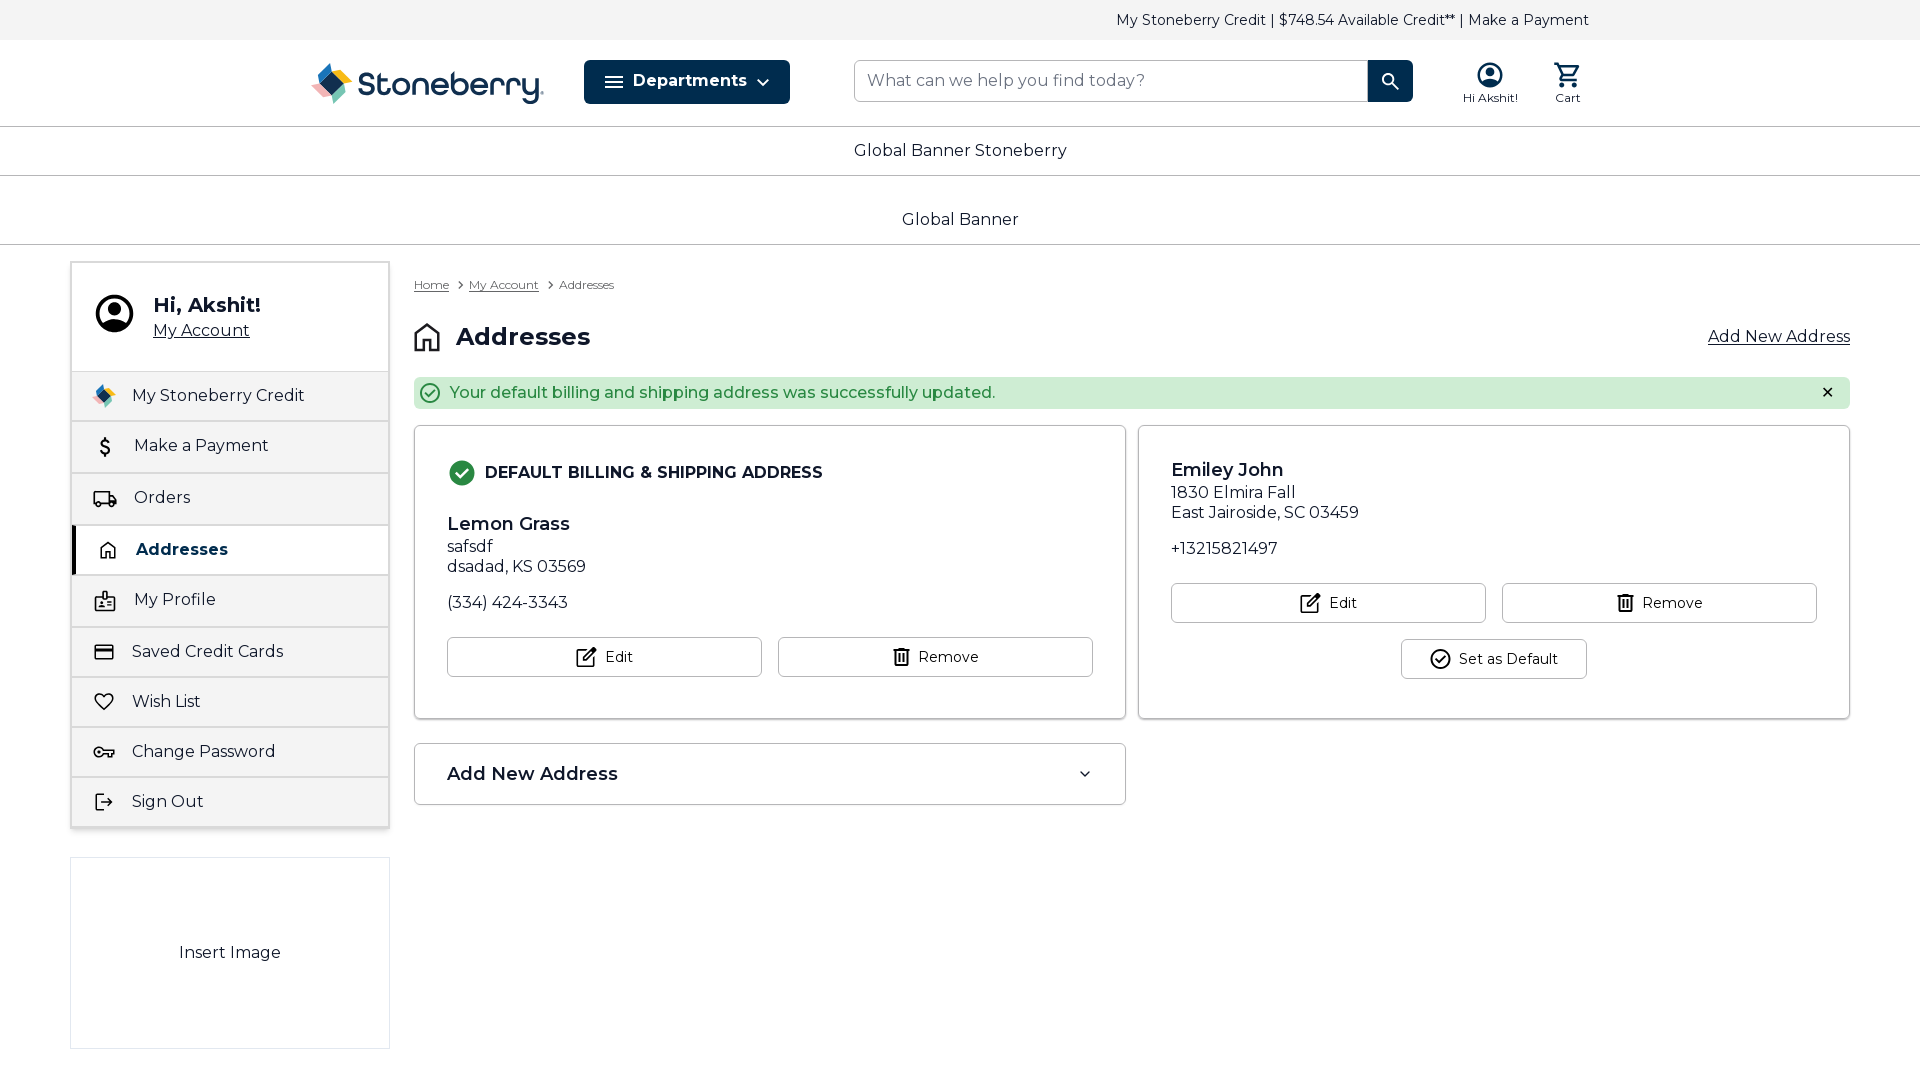 My Stoneberry Credit | $748.54 Available Credit** | Make a Payment
Stoneberry
Departments
What can we help you find today?
Hi Akshit!
Cart
Global Banner Stoneberry
Global Banner
Hi, Akshit!
My Account
My Stoneberry Credit
Make a Payment
Orders
Addresses
My Profile
Saved Credit Cards
Wish List
Change Password
Sign Out
Insert Image
Home > My Account > Addresses
Addresses
Add New Address
Your default billing and shipping address was successfully updated.
DEFAULT BILLING & SHIPPING ADDRESS
Lemon Grass
safsdf
dsadad, KS 03569
(334) 424-3343
Edit
Remove
Emiley John
1830 Elmira Fall
East Jairoside, SC 03459
+13215821497
Edit
Remove
Set as Default
Add New Address